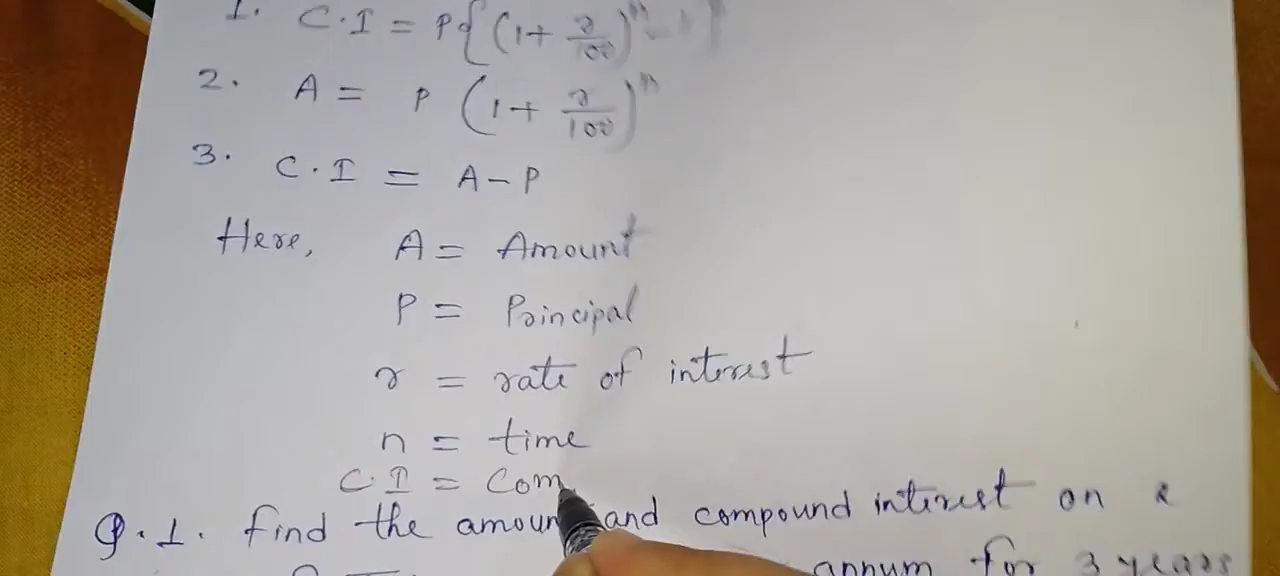 1. C.I = P{(1+ r/100)^n - 1}
2. A = P (1+ r/100)^n
3. C.I = A-P
Here, A = Amount
P = Principal
r = rate of interest
n = time
C.I = Com
Q.1. find the amoun and compound interest on
annum for 3 years